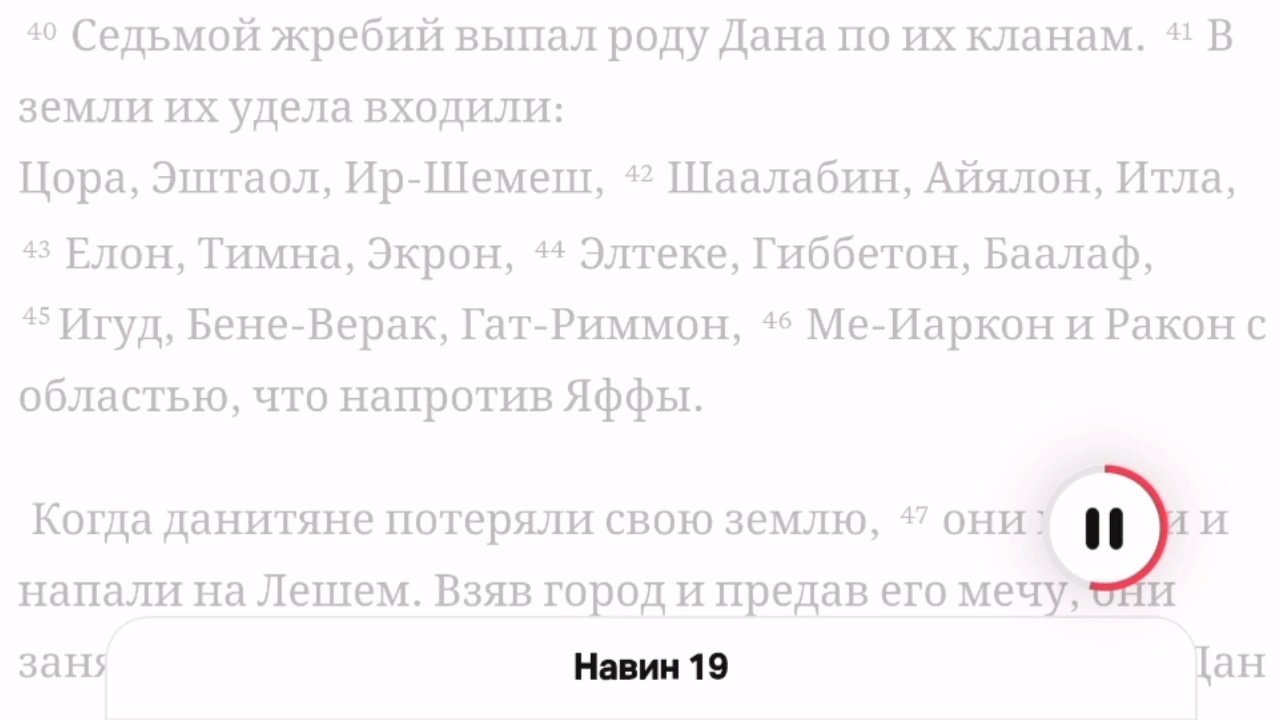 40 Седьмой жребий выпал роду Дана по их кланам. 41 В
земли их удела входили:
Цора, Эштаол, Ир-Шемеш, 42 Шаалабин, Айялон, Итла,
43 Елон, Тимна, Экрон, 44 Элтеке, Гиббетон, Баалаф,
45 Игуд, Бене-Верак, Гат-Риммон, 46 Ме-Иаркон и Ракон с
областью, что напротив Яффы.
Когда данитяне потеряли свою землю, 47 они и
напали на Лешем. Взяв город и предав его мечу, они
Дан
Навин 19